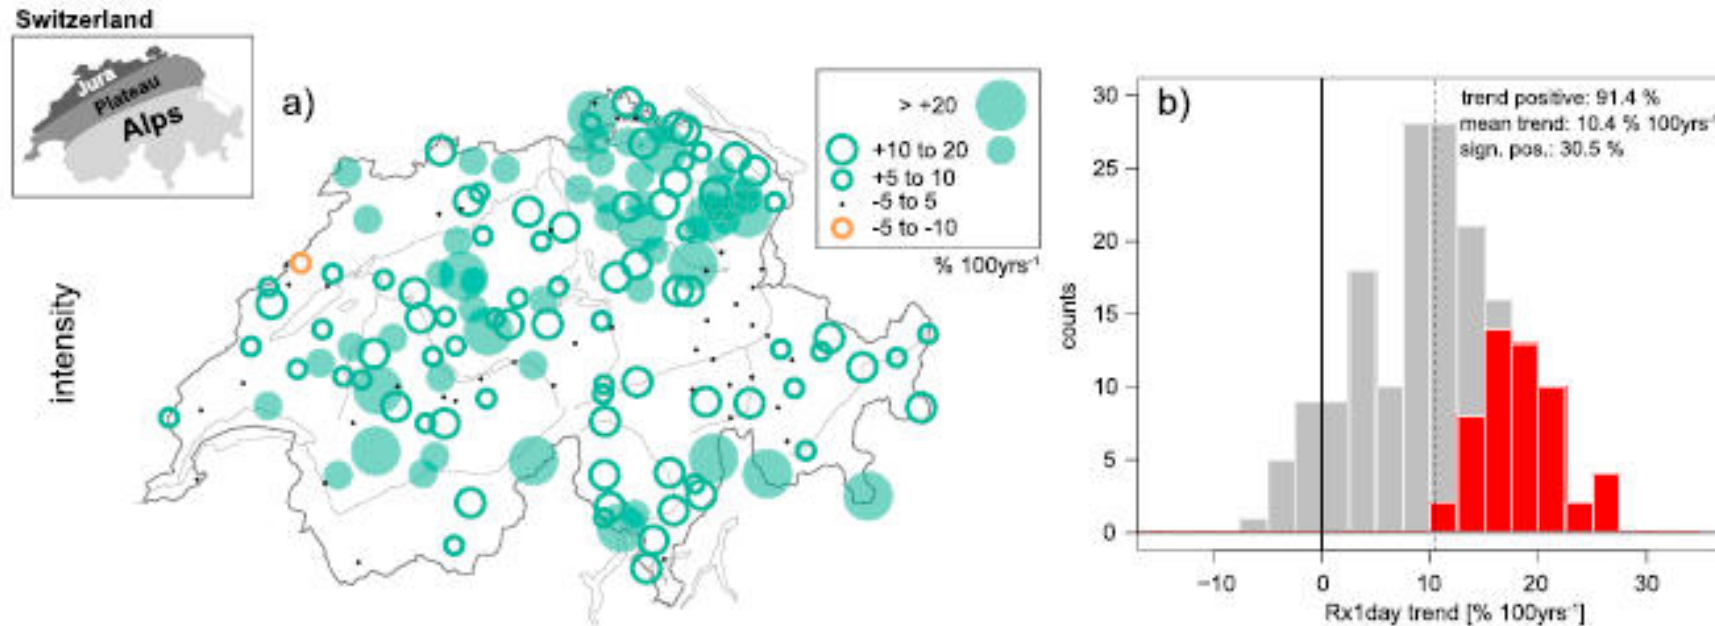 Switzerland
Jura
Plateau
Alps
a)
> +20
+10 to 20
+5 to 10
-5 to 5
-5 to -10
% 100yrs⁻¹
intensity
b)
trend positive: 91.4 %
mean trend: 10.4 % 100yrs⁻¹
sign. pos.: 30.5 %
counts
30
25
20
15
10
5
0
−10 0 10 20 30
Rx1day trend [% 100yrs⁻¹]